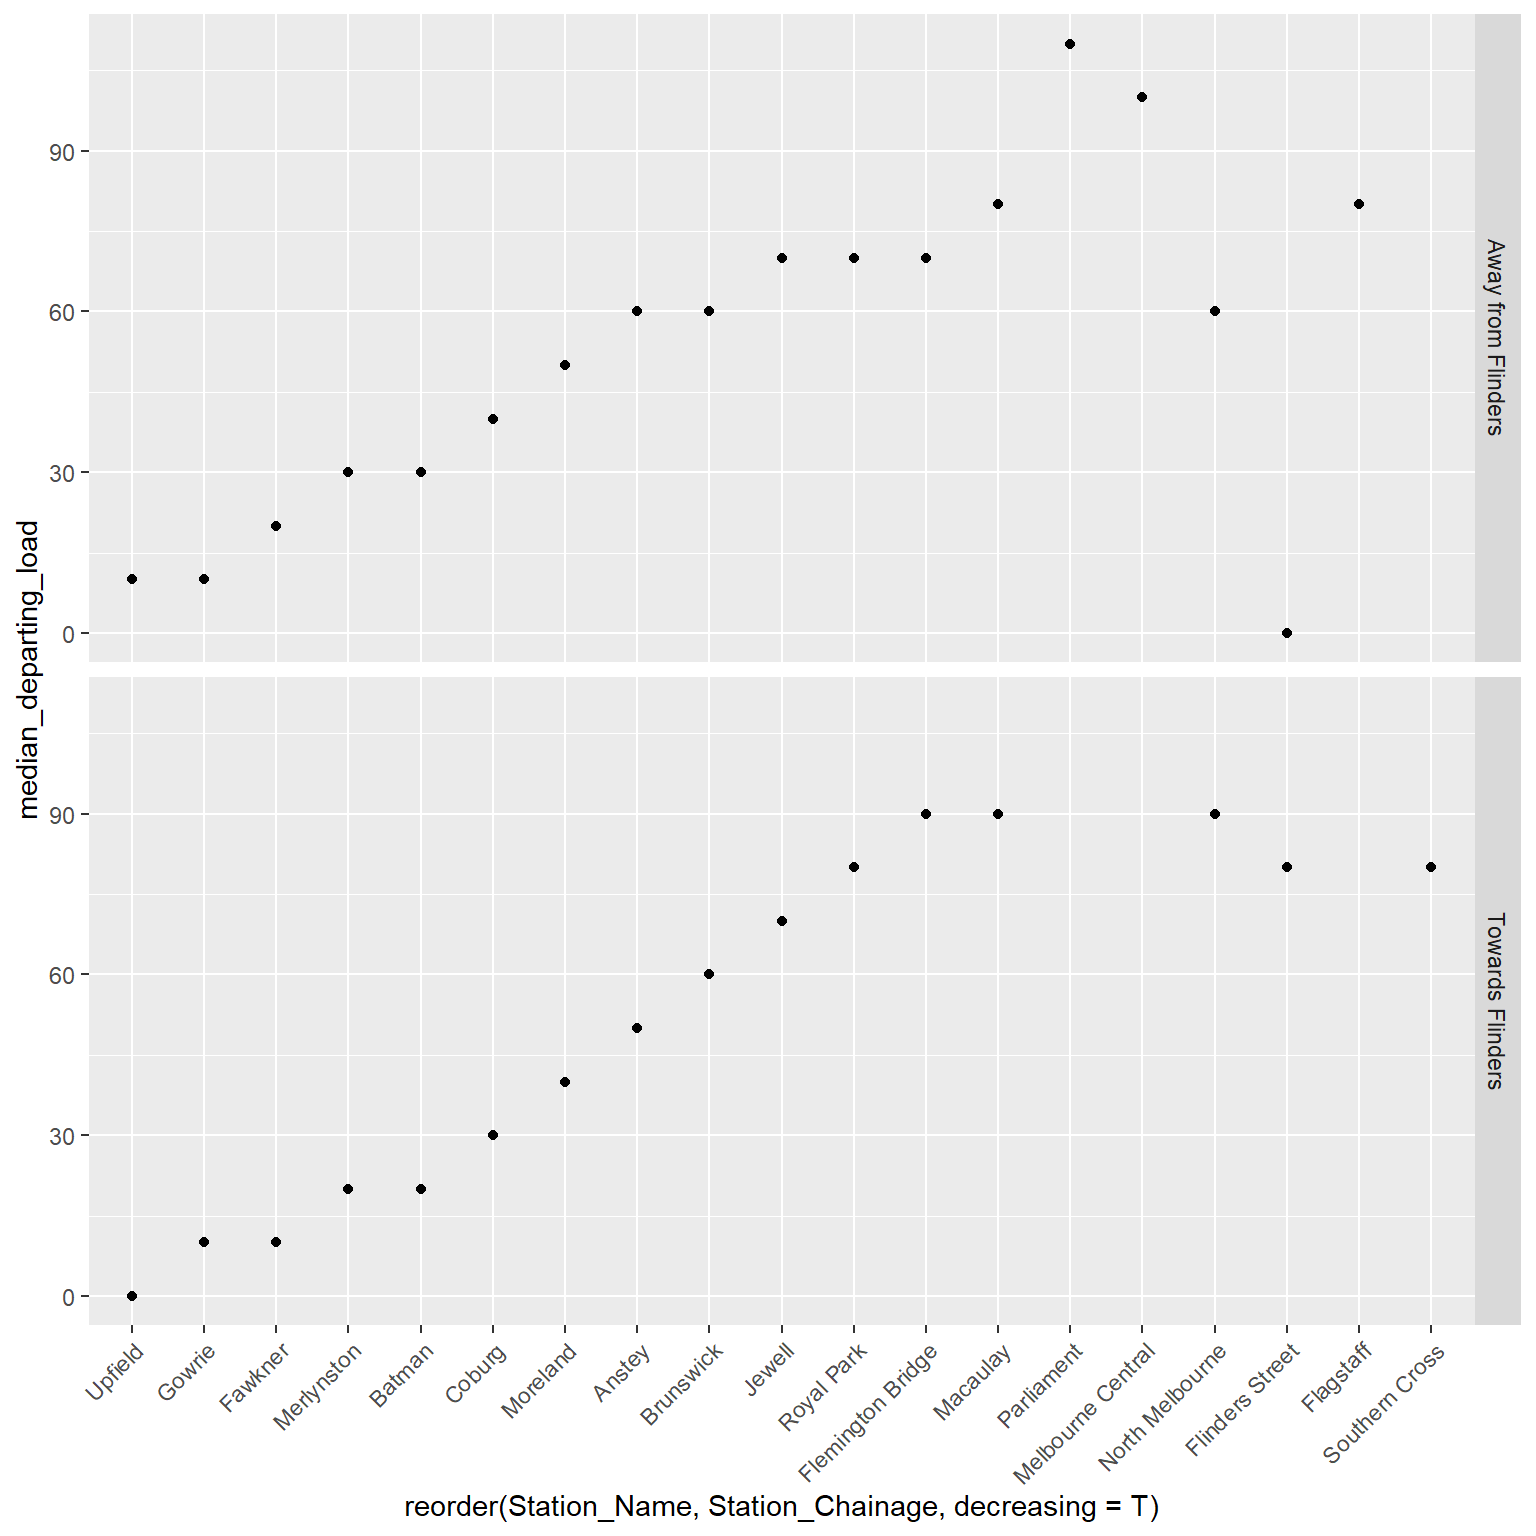 median_departing_load
90
60
30
0
Away from Flinders
90
60
30
0
Towards Flinders
Upfield
Gowrie
Fawkner
Merlynston
Batman
Coburg
Moreland
Anstey
Brunswick
Jewell
Royal Park
Flemington Bridge
Macaulay
Parliament
Melbourne Central
North Melbourne
Flinders Street
Flagstaff
Southern Cross
reorder(Station_Name, Station_Chainage, decreasing = T)